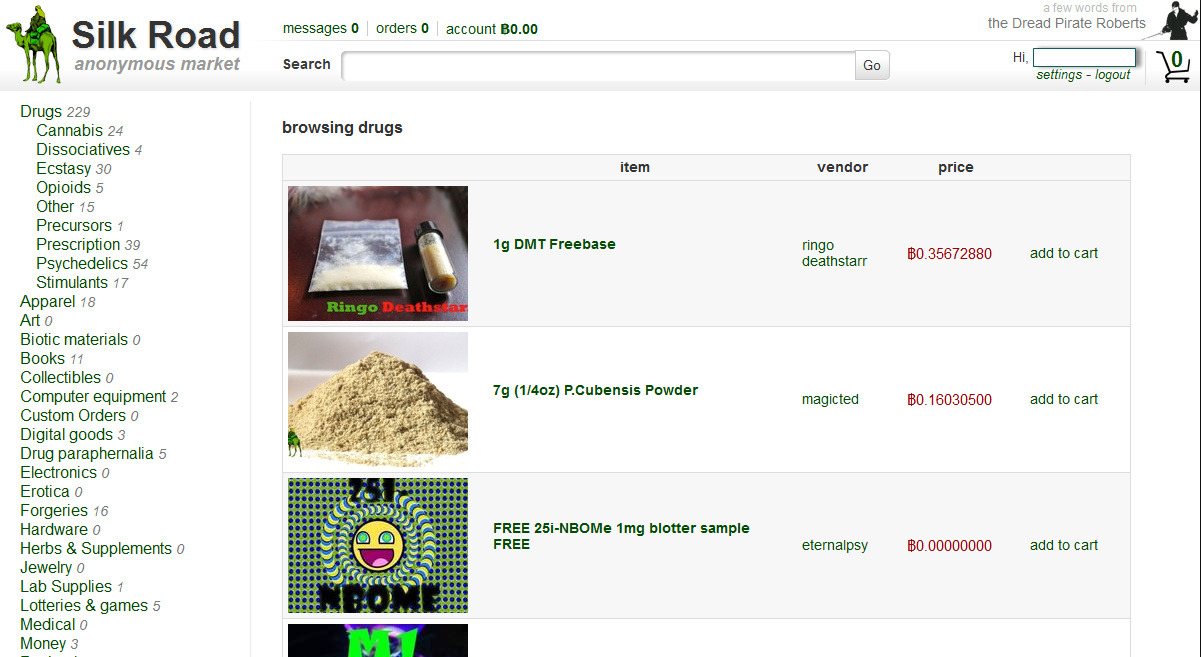 Silk Road
anonymous market
messages 0
orders 0
account ฿0.00
a few words from
the Dread Pirate Roberts
Search
Go
Hi,
settings - logout
0
Drugs 229
Cannabis 24
Dissociatives 4
Ecstasy 30
Opioids 5
Other 15
Precursors 1
Prescription 39
Psychedelics 54
Stimulants 17
Apparel 18
Art 0
Biotic materials 0
Books 11
Collectibles 0
Computer equipment 2
Custom Orders 0
Digital goods 3
Drug paraphernalia 5
Electronics 0
Erotica 0
Forgeries 16
Hardware 0
Herbs & Supplements 0
Jewelry 0
Lab Supplies 1
Lotteries & games 5
Medical 0
Money 3
browsing drugs
item vendor price
Ringo Deathstar
1g DMT Freebase
ringo
deathstarr
฿0.35672880
add to cart
7g (1/4oz) P.Cubensis Powder
magicted
฿0.16030500
add to cart
25I-
NBOME
FREE 25i-NBOMe 1mg blotter sample
FREE
eternalpsy
฿0.00000000
add to cart